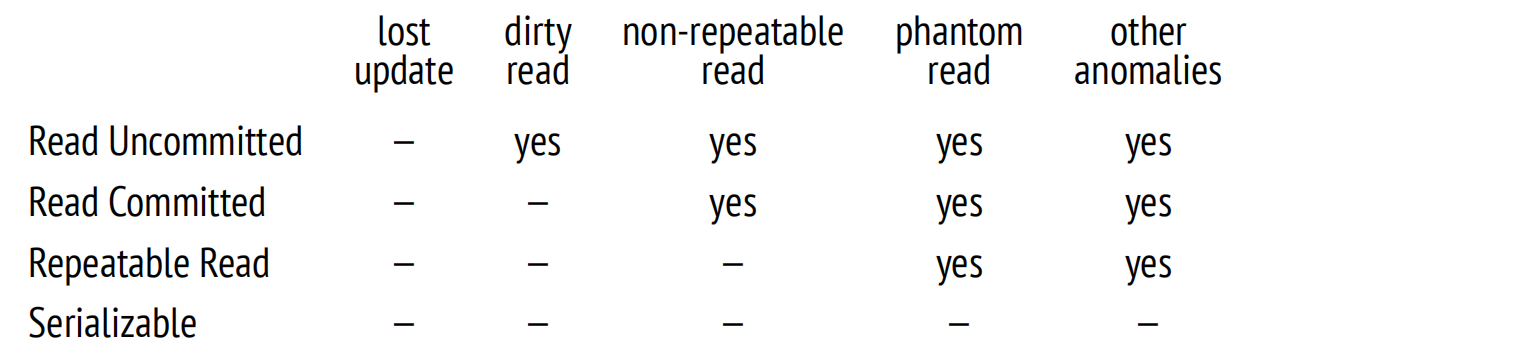 lost dirty non-repeatable phantom other
update read read read anomalies
Read Uncommitted – yes yes yes yes
Read Committed – – yes yes yes
Repeatable Read – – – yes yes
Serializable – – – – –